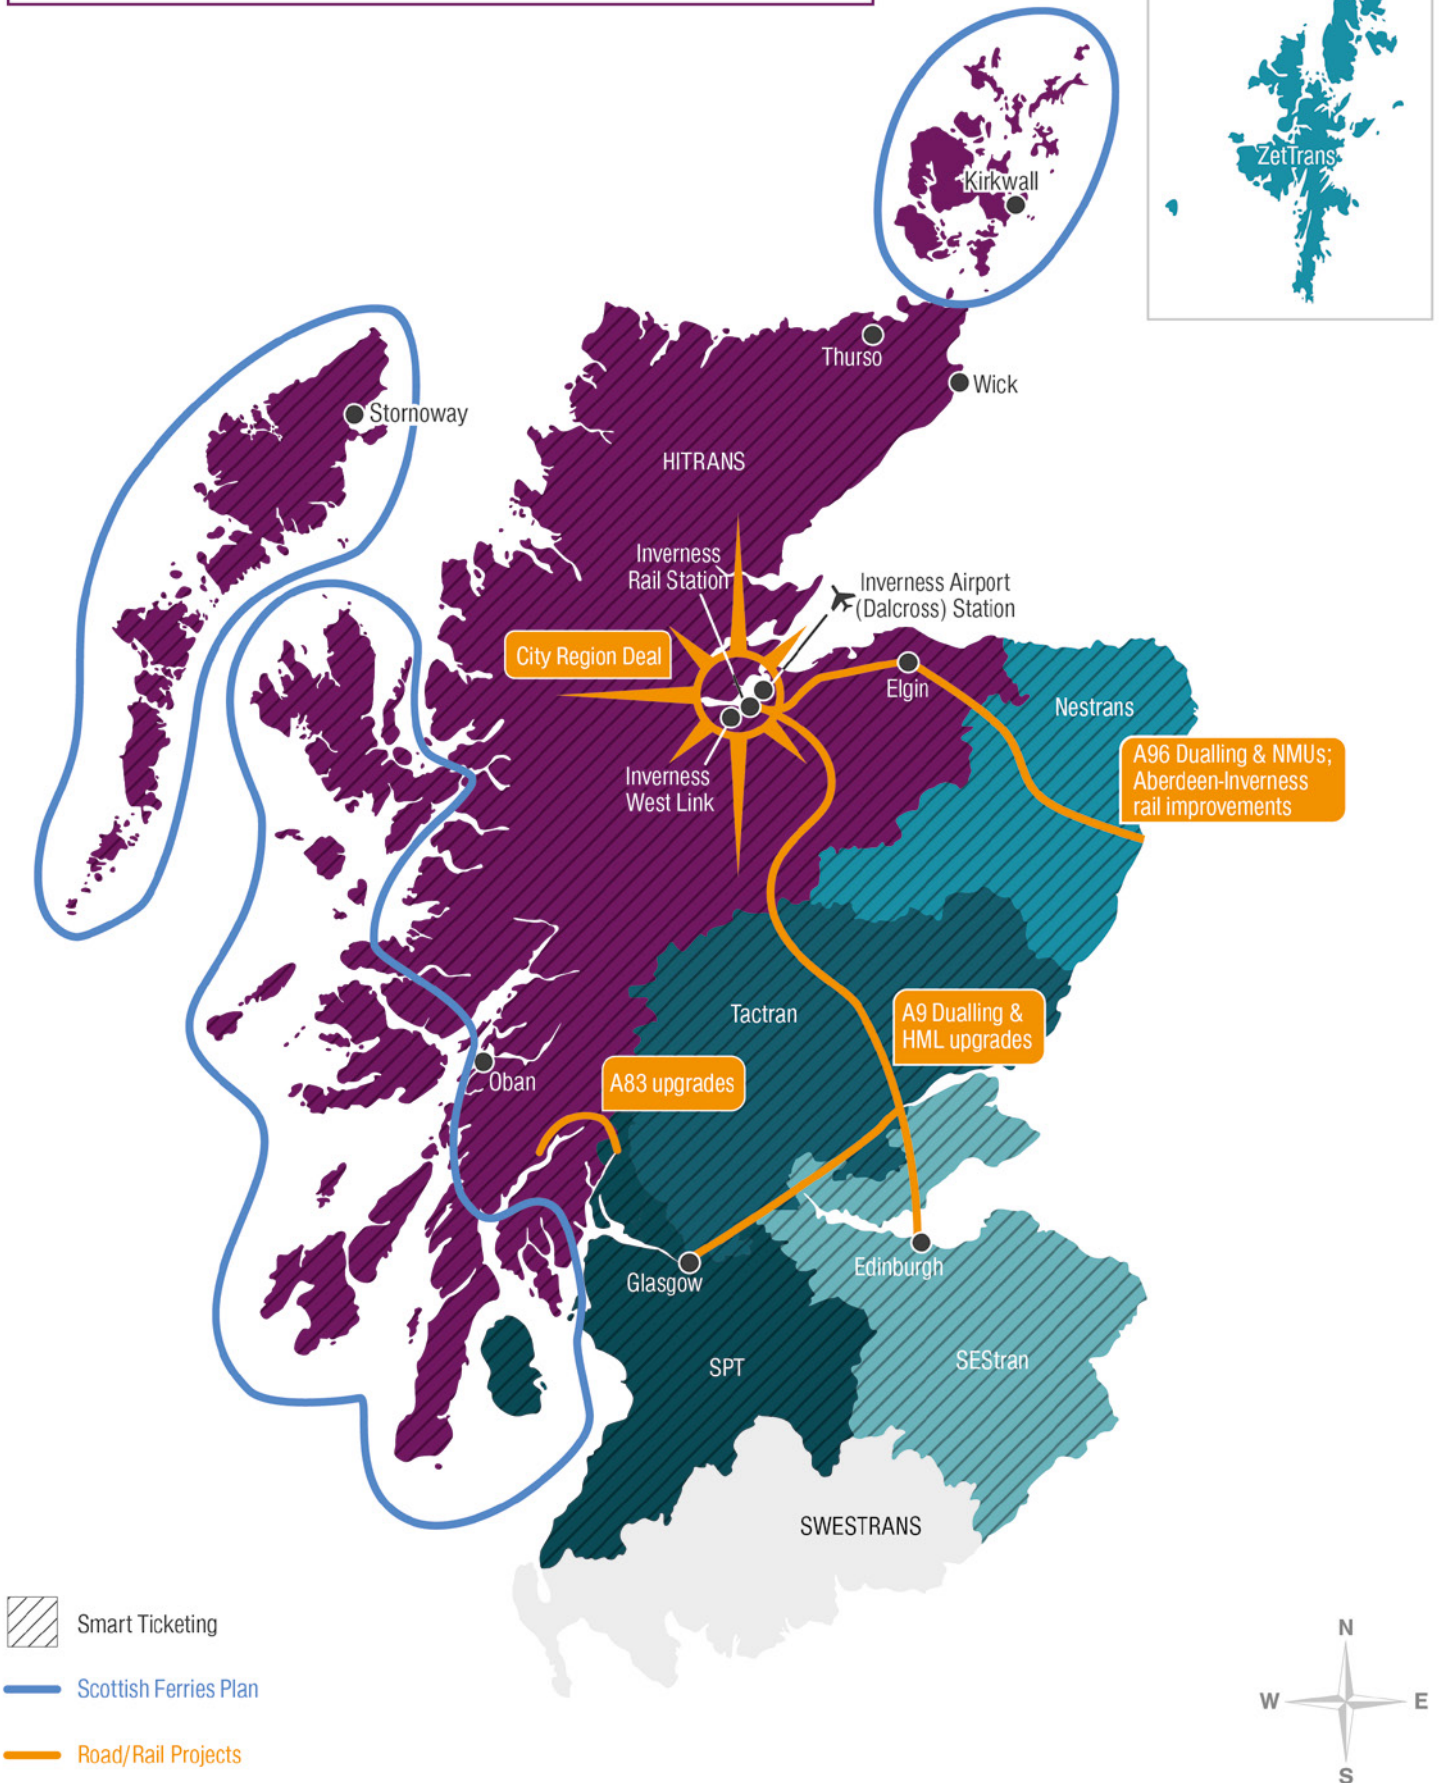 ZetTrans
Kirkwall
Thurso
Wick
Stornoway
HITRANS
Inverness
Rail Station
Inverness Airport
(Dalcross) Station
City Region Deal
Elgin
Nestrans
A96 Dualling & NMUs;
Aberdeen-Inverness
rail improvements
Inverness
West Link
Tactran
A9 Dualling &
HML upgrades
A83 upgrades
Oban
Edinburgh
Glasgow
SPT
SEStran
SWESTRANS
Smart Ticketing
Scottish Ferries Plan
Road/Rail Projects
N
W
E
S